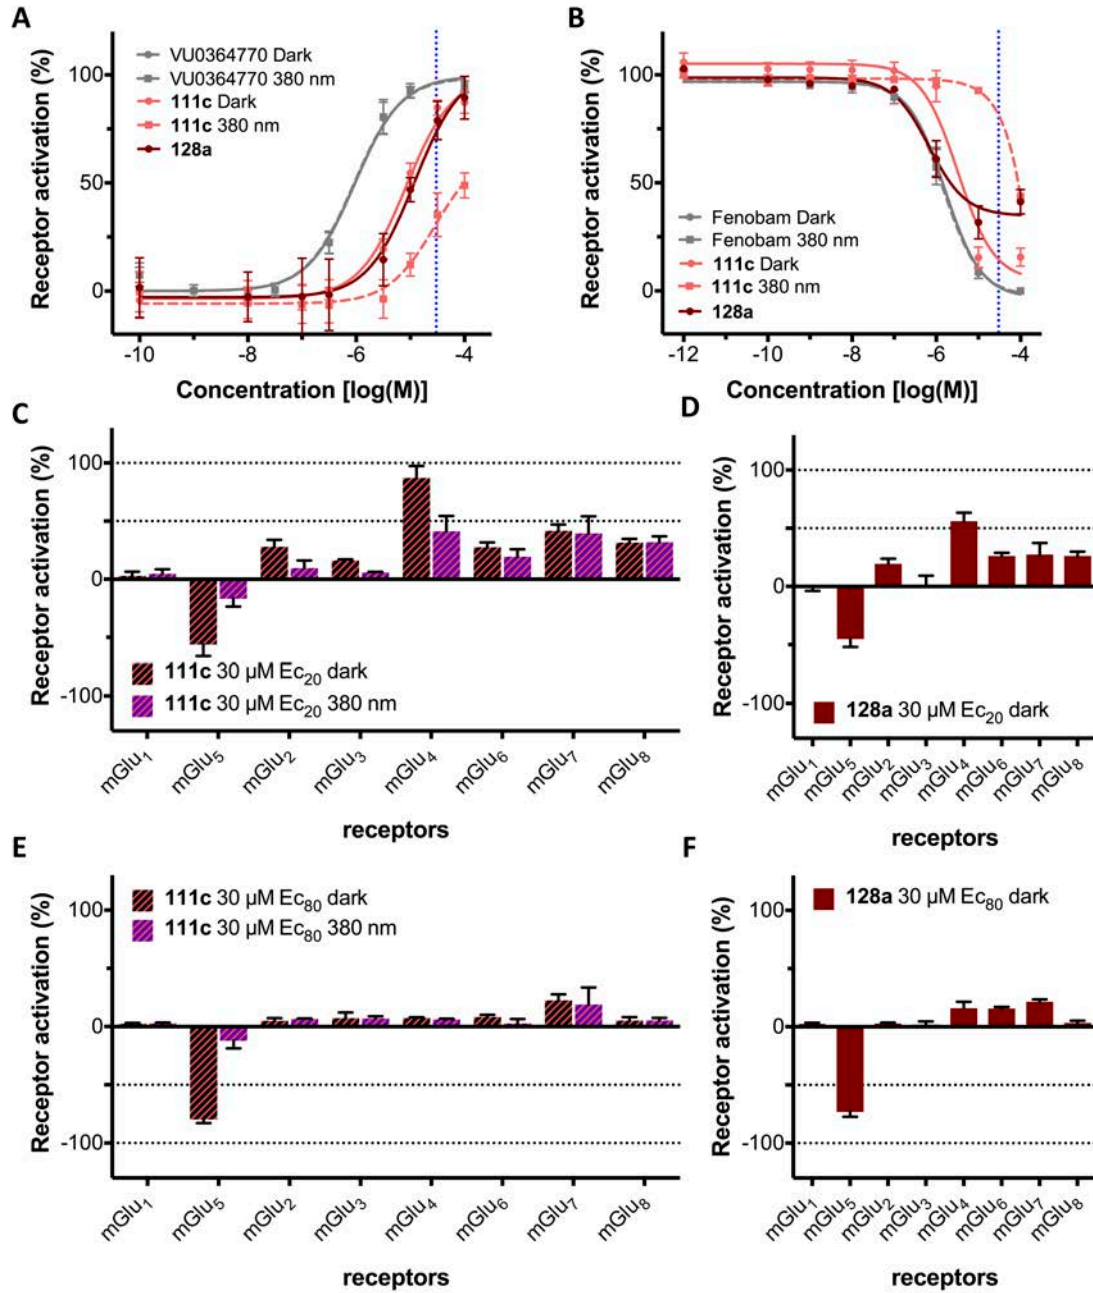 A
Receptor activation (%)
100
50
0
VU0364770 Dark
VU0364770 380 nm
111c Dark
111c 380 nm
128a
-10
-8
-6
-4
Concentration [log(M)]
B
Receptor activation (%)
100
50
0
Fenobam Dark
Fenobam 380 nm
111c Dark
111c 380 nm
128a
-12
-10
-8
-6
-4
Concentration [log(M)]
C
Receptor activation (%)
100
0
-100
111c 30 µM Ec20 dark
111c 30 µM Ec20 380 nm
mGlu1
mGlu5
mGlu2
mGlu3
mGlu4
mGlu6
mGlu7
mGlu8
receptors
D
Receptor activation (%)
100
0
-100
128a 30 µM Ec20 dark
mGlu1
mGlu5
mGlu2
mGlu3
mGlu4
mGlu6
mGlu7
mGlu8
receptors
E
Receptor activation (%)
100
0
-100
111c 30 µM Ec80 dark
111c 30 µM Ec80 380 nm
mGlu1
mGlu5
mGlu2
mGlu3
mGlu4
mGlu6
mGlu7
mGlu8
receptors
F
Receptor activation (%)
100
0
-100
128a 30 µM Ec80 dark
mGlu1
mGlu5
mGlu2
mGlu3
mGlu4
mGlu6
mGlu7
mGlu8
receptors